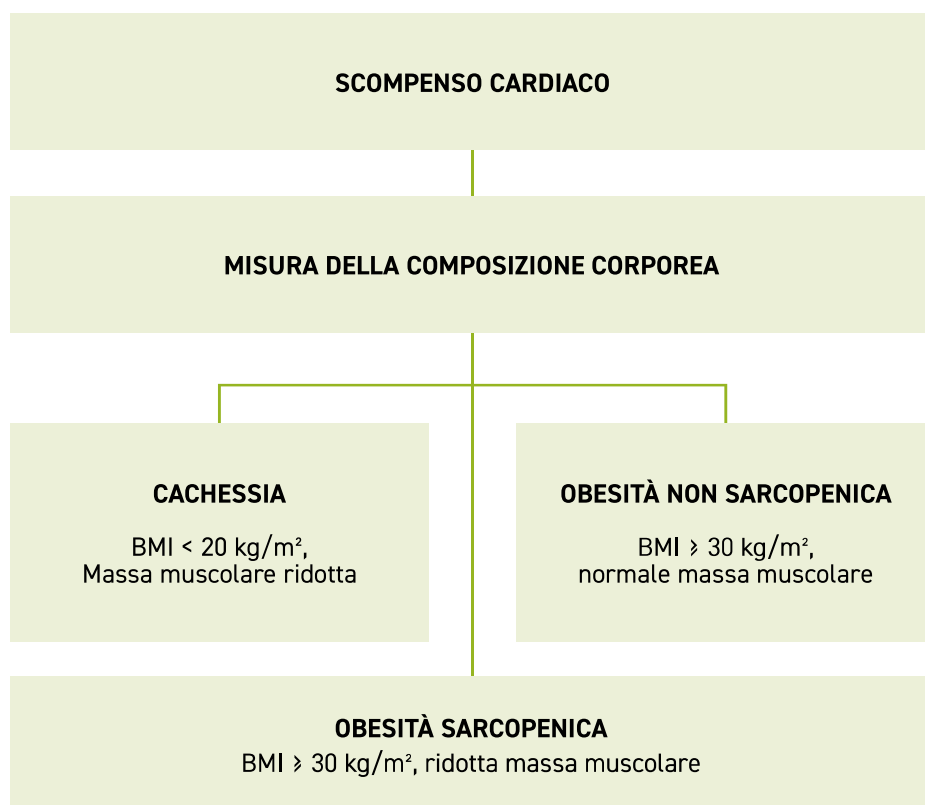 SCOMPENSO CARDIACO
MISURA DELLA COMPOSIZIONE CORPOREA
CACHESSIA
BMI < 20 kg/m²,
Massa muscolare ridotta
OBESITÀ NON SARCOPENICA
BMI ⩾ 30 kg/m²,
normale massa muscolare
OBESITÀ SARCOPENICA
BMI ⩾ 30 kg/m², ridotta massa muscolare